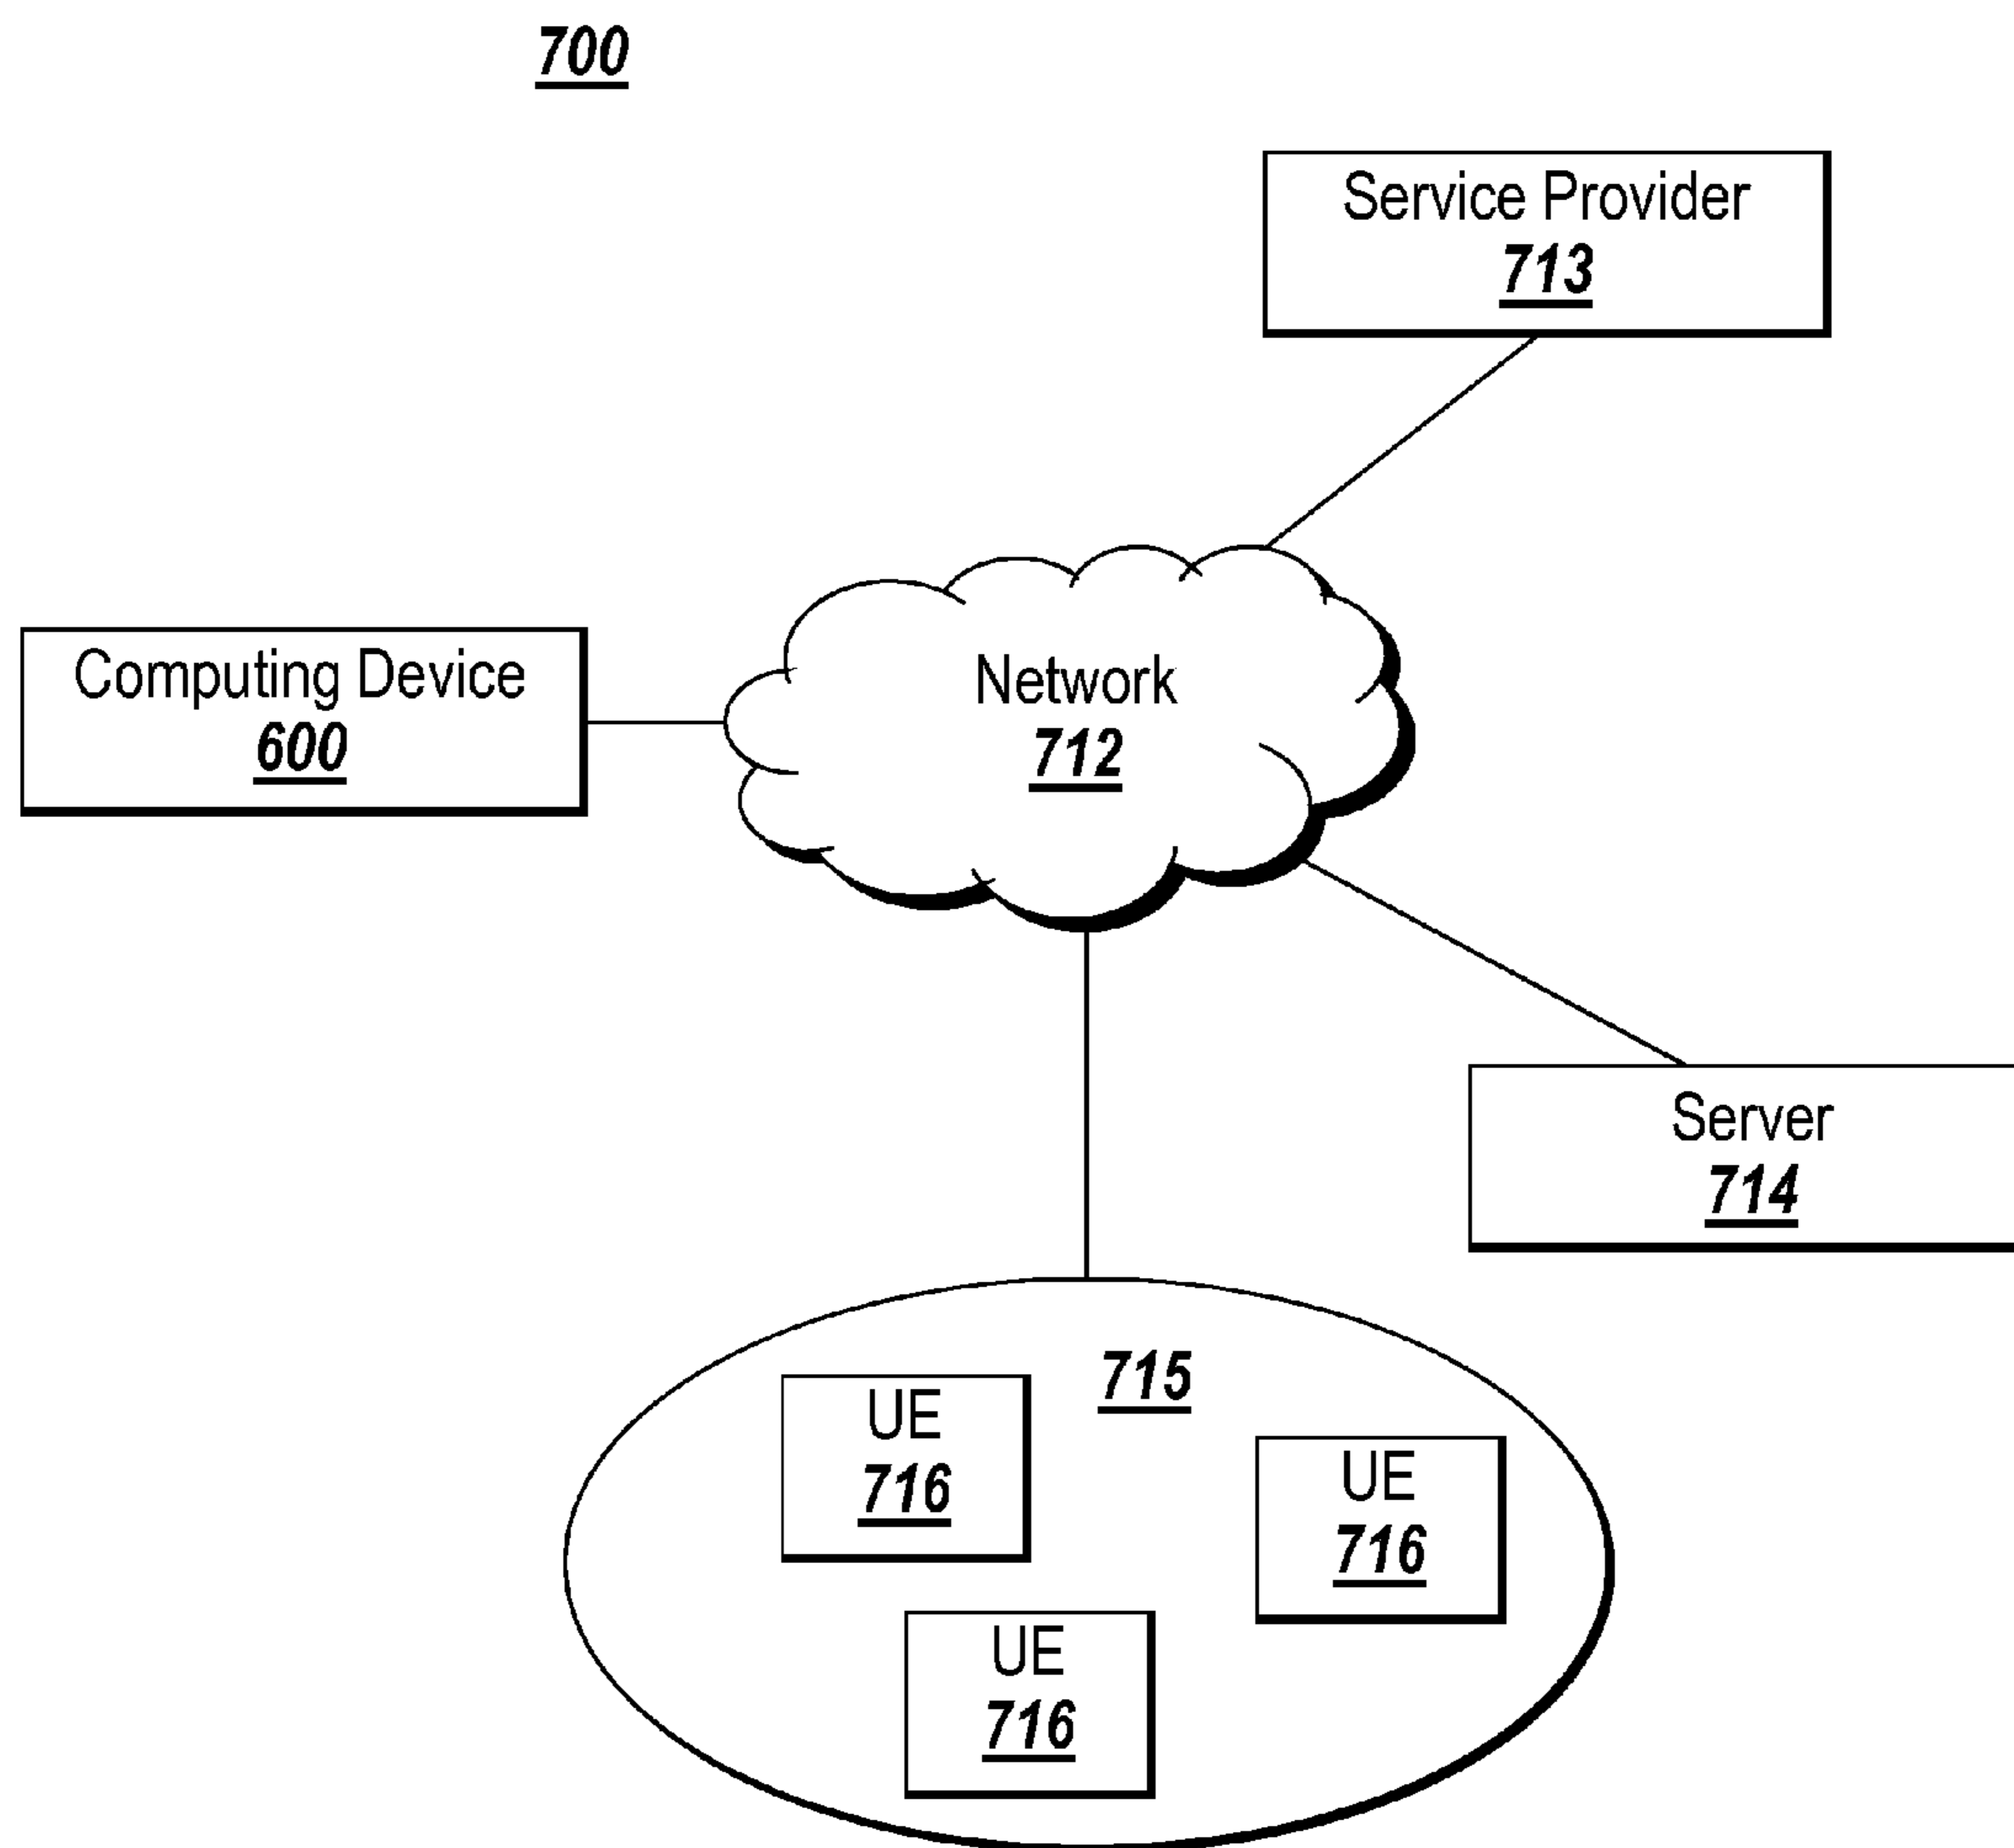 700
Service Provider
713
Computing Device
600
Network
712
Server
714
715
UE
716
UE
716
UE
716